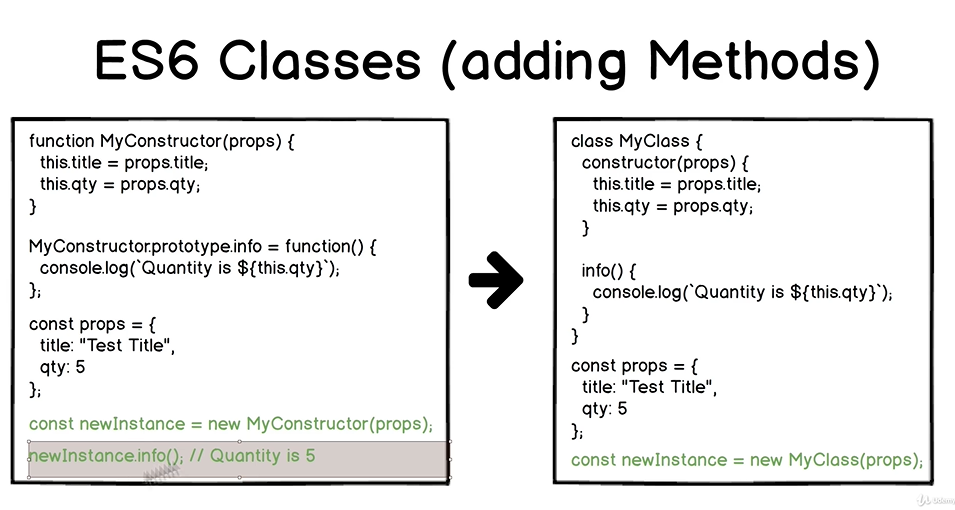 ES6 Classes (adding Methods)
function MyConstructor(props) {
this.title = props.title;
this.qty = props.qty;
}
MyConstructor.prototype.info = function() {
console.log(`Quantity is ${this.qty}`);
};
const props = {
title: "Test Title",
qty: 5
};
const newInstance = new MyConstructor(props);
newInstance.info(); // Quantity is 5
class MyClass {
constructor(props) {
this.title = props.title;
this.qty = props.qty;
}
info() {
console.log(`Quantity is ${this.qty}`);
}
}
const props = {
title: "Test Title",
qty: 5
};
const newInstance = new MyClass(props);
Udemy